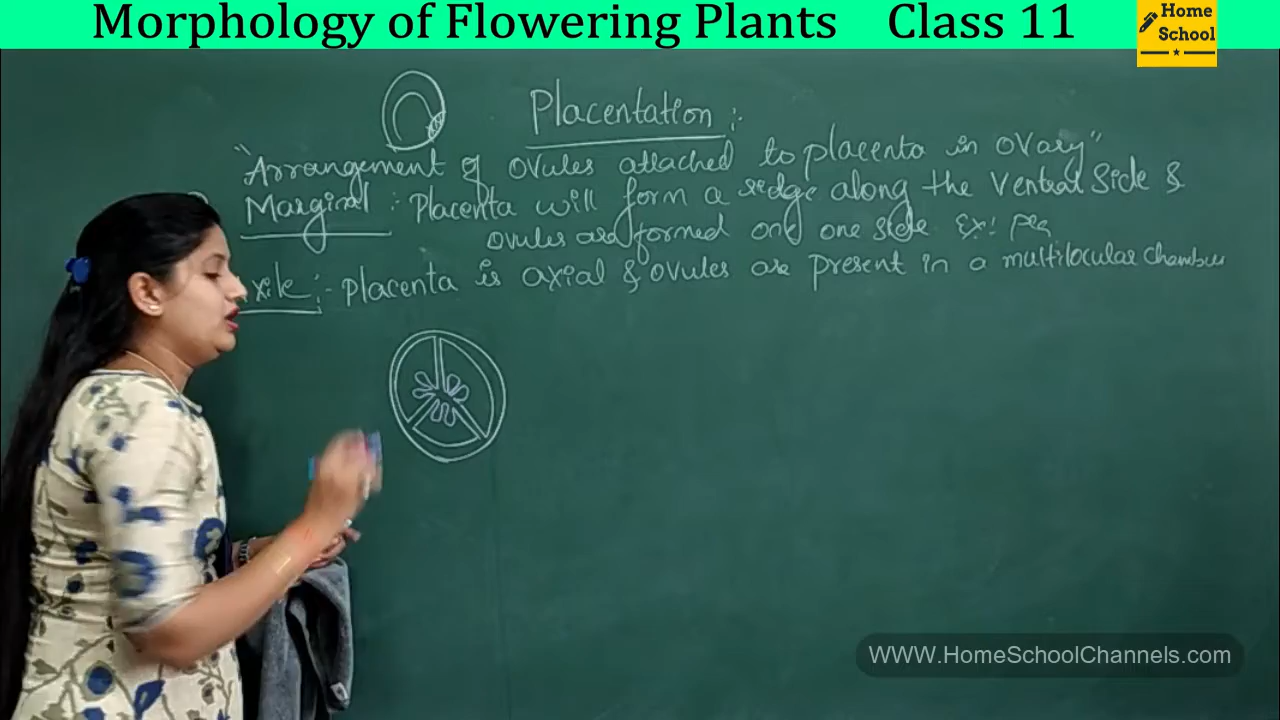 Morphology of Flowering Plants Class 11
Home
School
Placentation :-
"Arrangement of ovules attached to placenta in ovary"
Marginal :- Placenta will form a ridge along the Ventral Side &
Ovules are formed on one side Ex: Pea
xile :- Placenta is axial & Ovules are present in a multilocular Chamber
WWW.HomeSchoolChannels.com